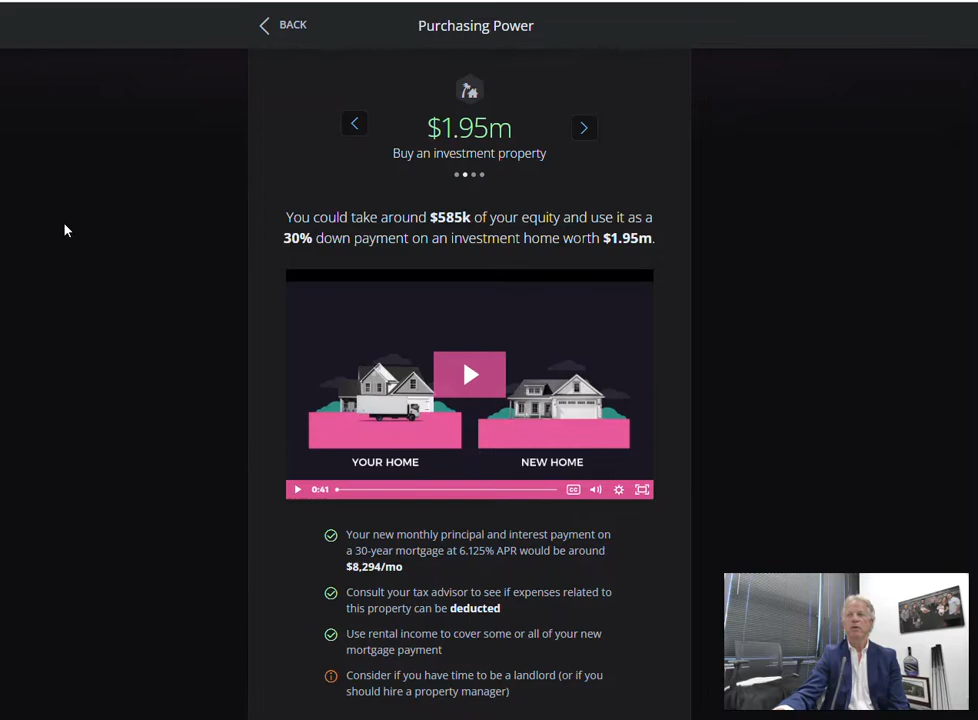 BACK
Purchasing Power
$1.95m
Buy an investment property
You could take around $585k of your equity and use it as a
30% down payment on an investment home worth $1.95m.
YOUR HOME
NEW HOME
0:41
CC
Your new monthly principal and interest payment on
a 30-year mortgage at 6.125% APR would be around
$8,294/mo
Consult your tax advisor to see if expenses related to
this property can be deducted
Use rental income to cover some or all of your new
mortgage payment
Consider if you have time to be a landlord (or if you
should hire a property manager)